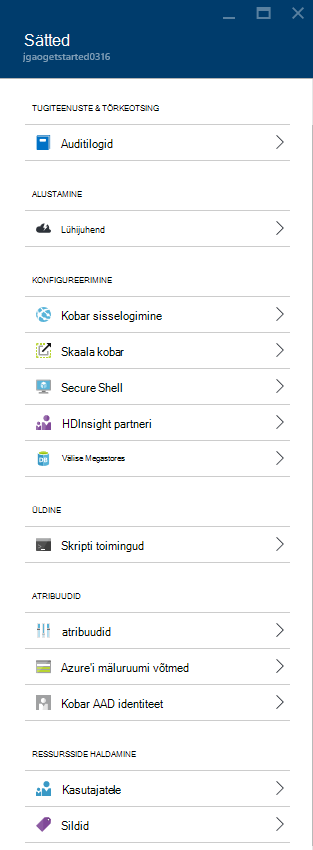 Sätted
jgaogetstarted0316
TUGITEENUSTE & TÕRKEOTSING
Auditilogid
ALUSTAMINE
Lühijuhend
KONFIGUREERIMINE
Kobar sisselogimine
Skaala kobar
Secure Shell
HDInsight partneri
Välise Megastores
ÜLDINE
Skripti toimingud
ATRIBUUDID
atribuudid
Azure'i mäluruumi võtmed
Kobar AAD identiteet
RESSURSSIDE HALDAMINE
Kasutajatele
Sildid